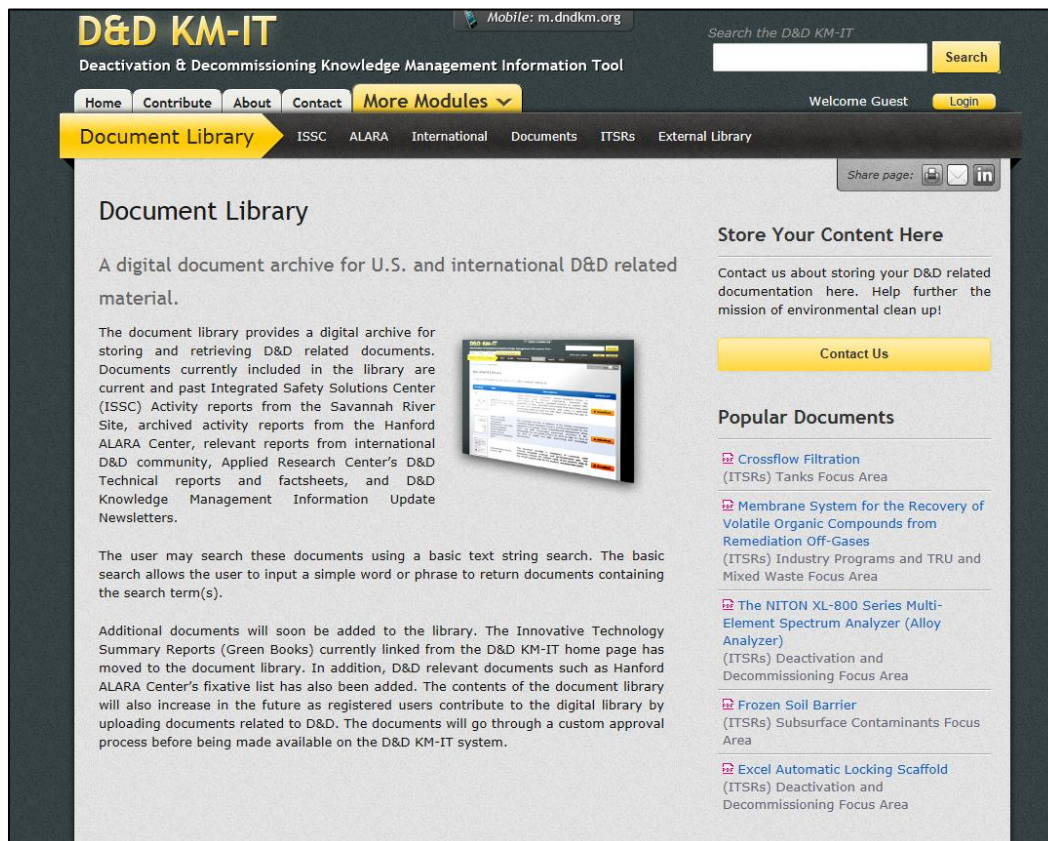 D&D KM-IT
Deactivation & Decommissioning Knowledge Management Information Tool
Mobile: m.dndkm.org
Search the D&D KM-IT
Search
Home Contribute About Contact More Modules
Welcome Guest Login
Document Library ISSC ALARA International Documents ITSRs External Library
Share page:
Document Library
A digital document archive for U.S. and international D&D related
material.
The document library provides a digital archive for
storing and retrieving D&D related documents.
Documents currently included in the library are
current and past Integrated Safety Solutions Center
(ISSC) Activity reports from the Savannah River
Site, archived activity reports from the Hanford
ALARA Center, relevant reports from international
D&D community, Applied Research Center's D&D
Technical reports and factsheets, and D&D
Knowledge Management Information Update
Newsletters.
The user may search these documents using a basic text string search. The basic
search allows the user to input a simple word or phrase to return documents containing
the search term(s).
Additional documents will soon be added to the library. The Innovative Technology
Summary Reports (Green Books) currently linked from the D&D KM-IT home page has
moved to the document library. In addition, D&D relevant documents such as Hanford
ALARA Center's fixative list has also been added. The contents of the document library
will also increase in the future as registered users contribute to the digital library by
uploading documents related to D&D. The documents will go through a custom approval
process before being made available on the D&D KM-IT system.
Store Your Content Here
Contact us about storing your D&D related
documentation here. Help further the
mission of environmental clean up!
Contact Us
Popular Documents
Crossflow Filtration
(ITSRs) Tanks Focus Area
Membrane System for the Recovery of
Volatile Organic Compounds from
Remediation Off-Gases
(ITSRs) Industry Programs and TRU and
Mixed Waste Focus Area
The NITON XL-800 Series Multi-
Element Spectrum Analyzer (Alloy
Analyzer)
(ITSRs) Deactivation and
Decommissioning Focus Area
Frozen Soil Barrier
(ITSRs) Subsurface Contaminants Focus
Area
Excel Automatic Locking Scaffold
(ITSRs) Deactivation and
Decommissioning Focus Area